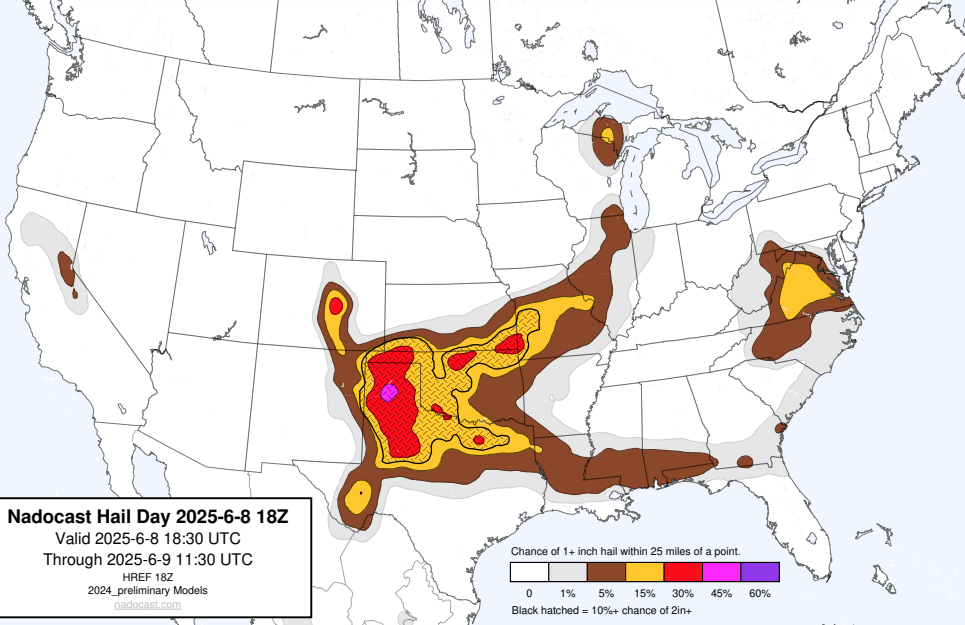 Nadocast Hail Day 2025-6-8 18Z
Valid 2025-6-8 18:30 UTC
Through 2025-6-9 11:30 UTC
HREF 18Z
2024_preliminary Models
nadocast.com
Chance of 1+ inch hail within 25 miles of a point.
0 1% 5% 15% 30% 45% 60%
Black hatched = 10%+ chance of 2in+